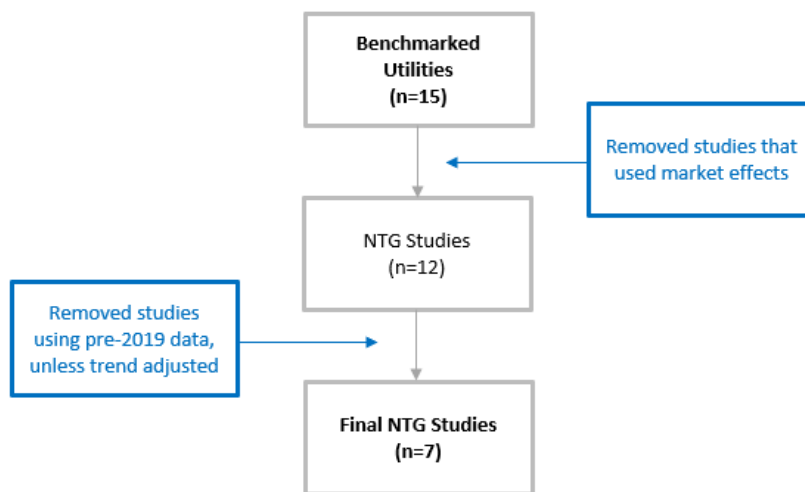 Benchmarked
Utilities
(n=15)
Removed studies that
used market effects
NTG Studies
(n=12)
Removed studies
using pre-2019 data,
unless trend adjusted
Final NTG Studies
(n=7)